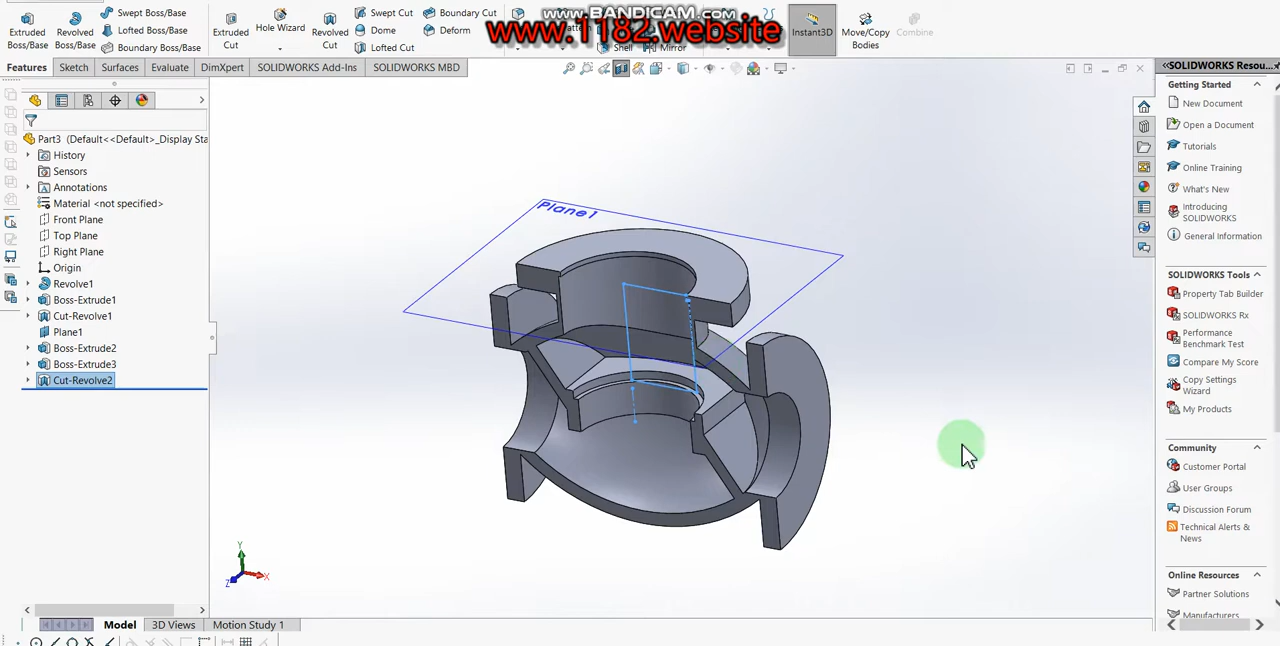 www.BANDICAM.com
www.1182.website
Extruded Boss/Base
Revolved Boss/Base
Swept Boss/Base
Lofted Boss/Base
Boundary Boss/Base
Extruded Cut
Hole Wizard
Revolved Cut
Swept Cut
Dome
Lofted Cut
Boundary Cut
Deform
Shell
Mirror
Instant3D
Move/Copy Bodies
Combine
Features
Sketch
Surfaces
Evaluate
DimXpert
SOLIDWORKS Add-Ins
SOLIDWORKS MBD
Part3 (Default<<Default>_Display Sta
History
Sensors
Annotations
Material <not specified>
Front Plane
Top Plane
Right Plane
Origin
Revolve1
Boss-Extrude1
Cut-Revolve1
Plane1
Boss-Extrude2
Boss-Extrude3
Cut-Revolve2
Plane1
Y
X
Z
SOLIDWORKS Resou...
Getting Started
New Document
Open a Document
Tutorials
Online Training
What's New
Introducing
SOLIDWORKS
General Information
SOLIDWORKS Tools
Property Tab Builder
SOLIDWORKS Rx
Performance
Benchmark Test
Compare My Score
Copy Settings
Wizard
My Products
Community
Customer Portal
User Groups
Discussion Forum
Technical Alerts &
News
Online Resources
Partner Solutions
Manufacturers
Model
3D Views
Motion Study 1